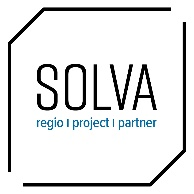 SOLVA
regio | project | partner